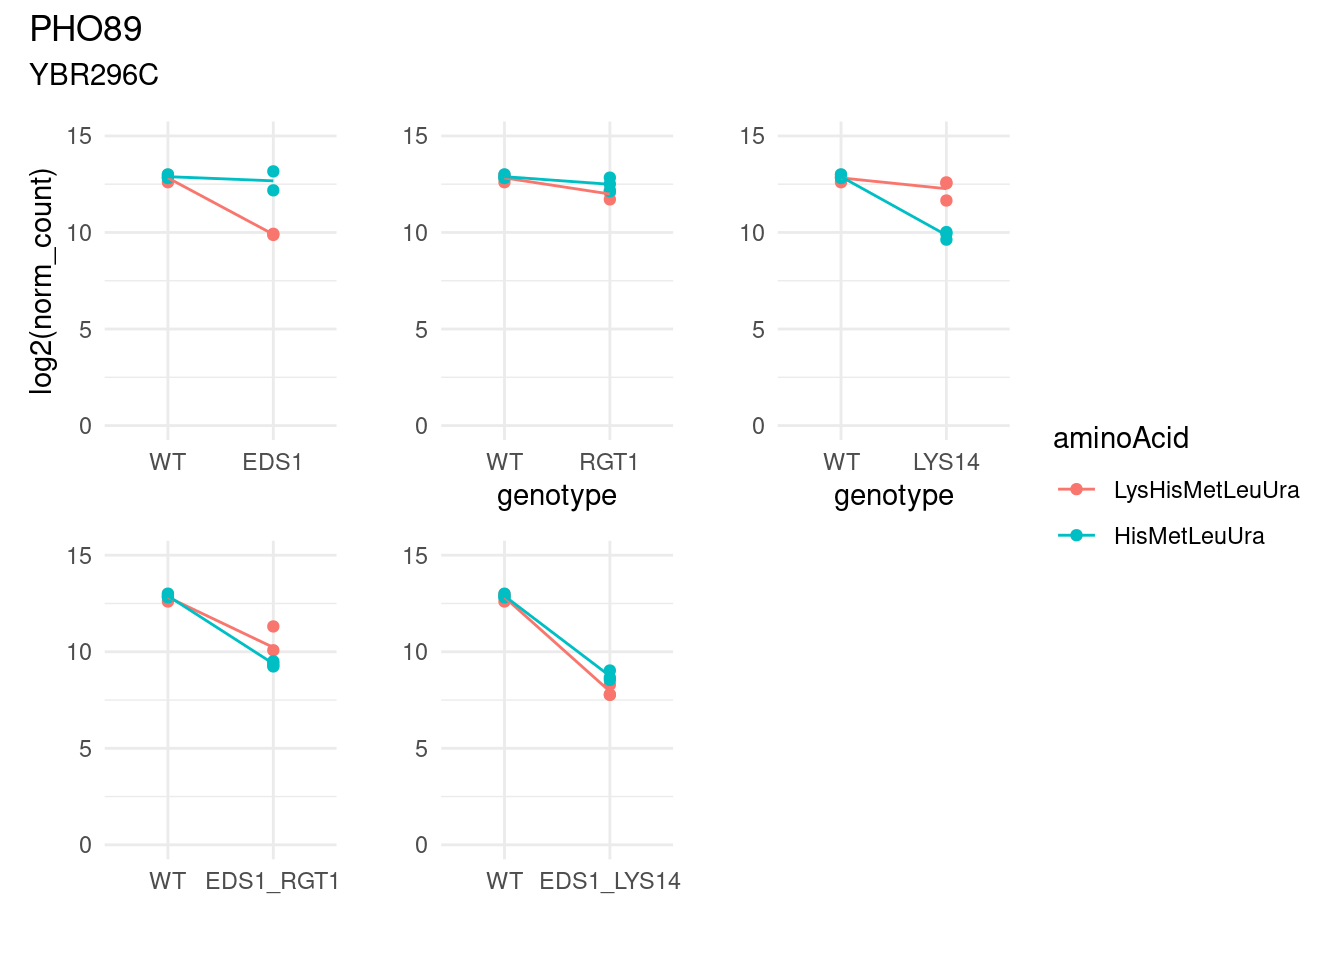 PHO89
YBR296C
log2(norm_count)
15
10
5
0
WT EDS1
15
10
5
0
WT RGT1
genotype
15
10
5
0
WT LYS14
genotype
aminoAcid
LysHisMetLeuUra
HisMetLeuUra
15
10
5
0
WT EDS1_RGT1
15
10
5
0
WT EDS1_LYS14